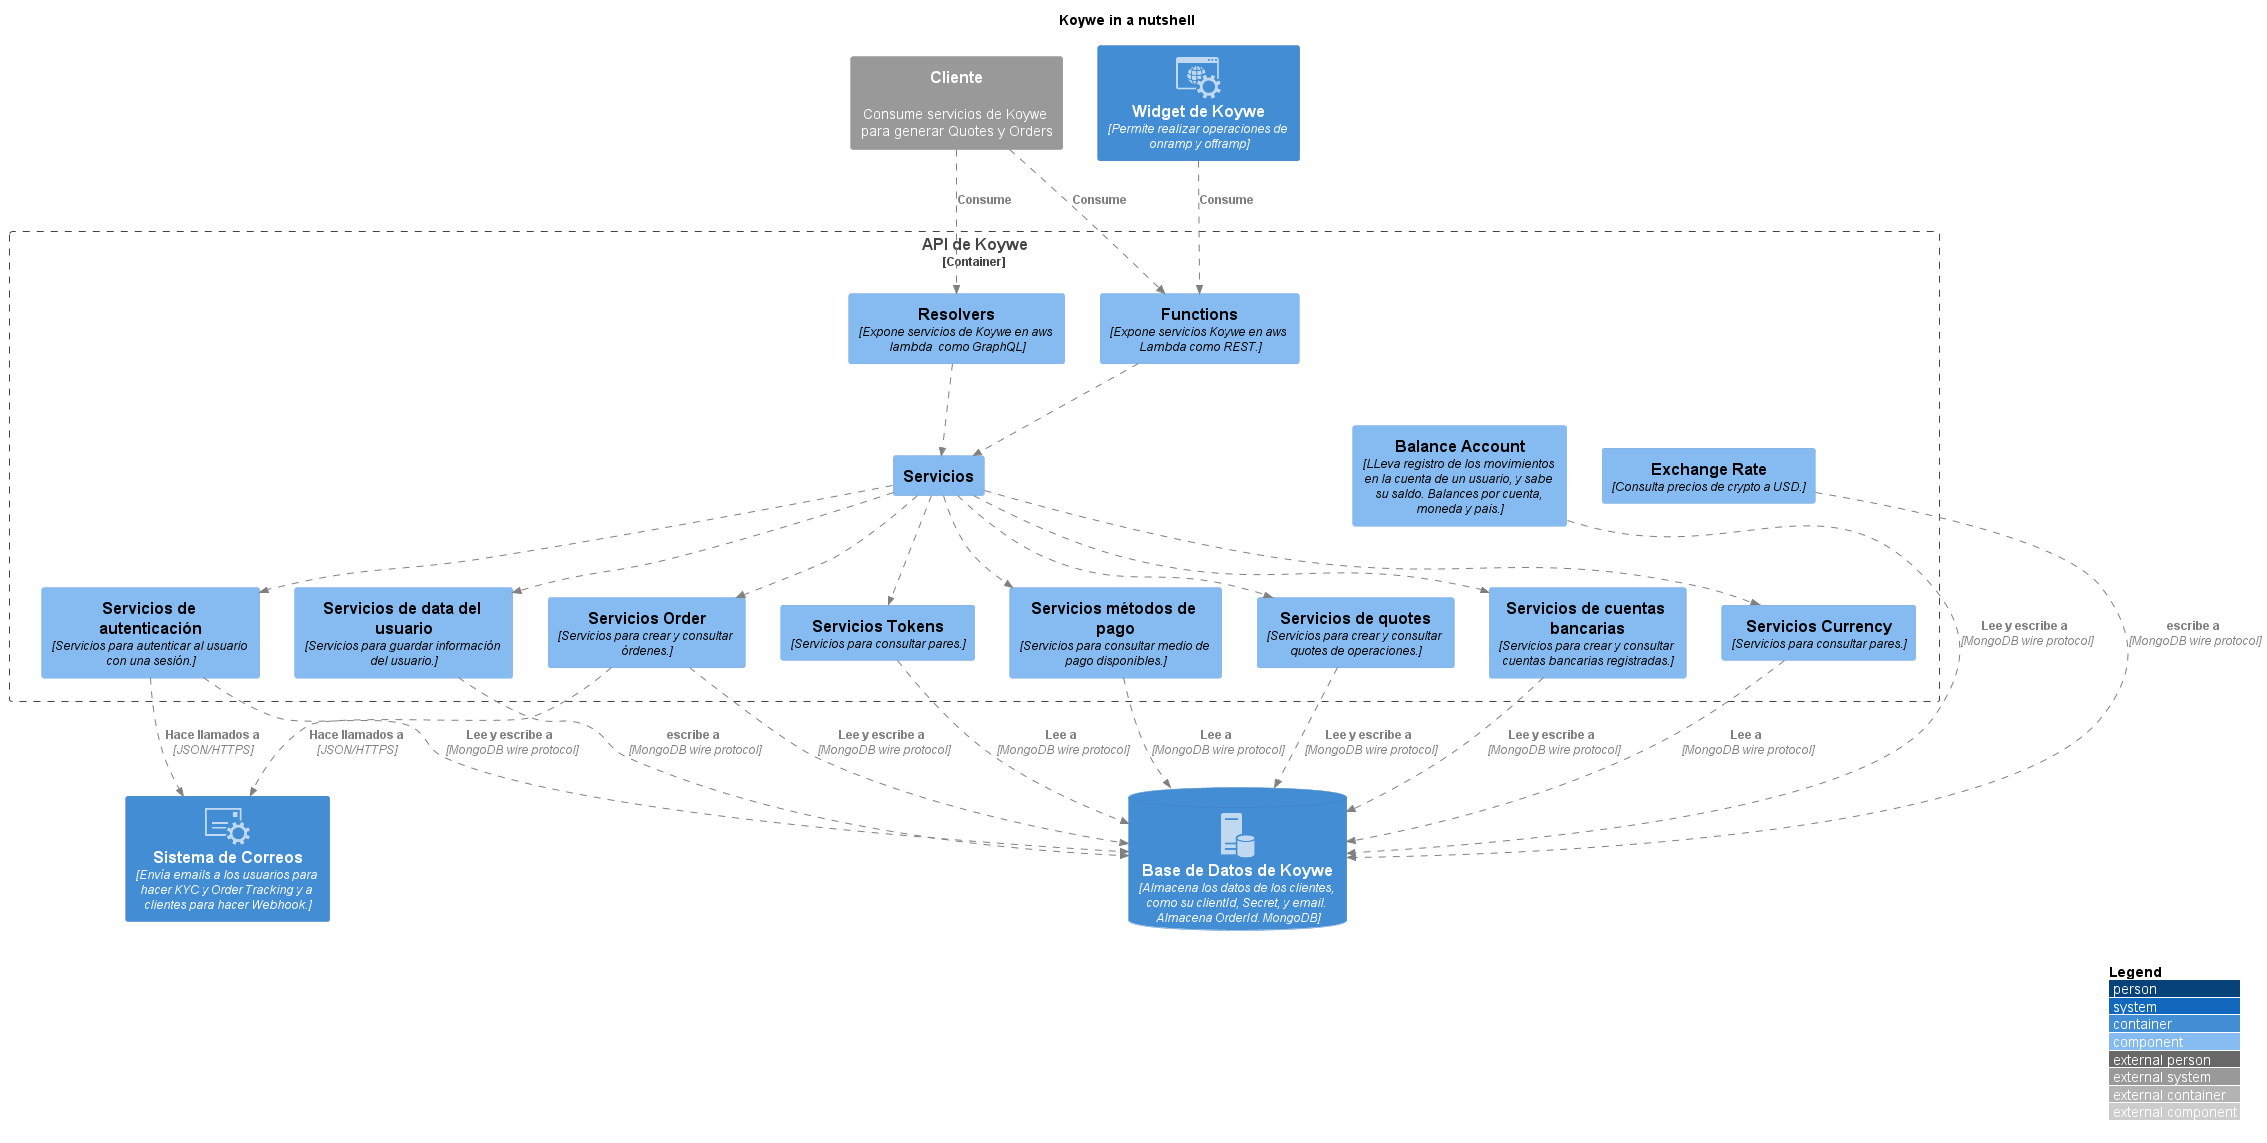 Koywe in a nutshell
Cliente
Consume servicios de Koywe
para generar Quotes y Orders
Widget de Koywe
[Permite realizar operaciones de
onramp y offramp]
Consume
Consume
Consume
API de Koywe
[Container]
Resolvers
[Expone servicios de Koywe en aws
lambda  como GraphQL]
Functions
[Expone servicios Koywe en aws
Lambda como REST.]
Servicios
Balance Account
[LLeva registro de los movimientos
en la cuenta de un usuario, y sabe
su saldo. Balances por cuenta,
moneda y pais.]
Exchange Rate
[Consulta precios de crypto a USD.]
Servicios de
autenticación
[Servicios para autenticar al usuario
con una sesión.]
Servicios de data del
usuario
[Servicios para guardar información
del usuario.]
Servicios Order
[Servicios para crear y consultar
órdenes.]
Servicios Tokens
[Servicios para consultar pares.]
Servicios métodos de
pago
[Servicios para consultar medio de
pago disponibles.]
Servicios de quotes
[Servicios para crear y consultar
quotes de operaciones.]
Servicios de cuentas
bancarias
[Servicios para crear y consultar
cuentas bancarias registradas.]
Servicios Currency
[Servicios para consultar pares.]
Lee y escribe a
[MongoDB wire protocol]
escribe a
[MongoDB wire protocol]
Hace llamados a
[JSON/HTTPS]
Hace llamados a
[JSON/HTTPS]
Lee y escribe a
[MongoDB wire protocol]
escribe a
[MongoDB wire protocol]
Lee y escribe a
[MongoDB wire protocol]
Lee a
[MongoDB wire protocol]
Lee a
[MongoDB wire protocol]
Lee y escribe a
[MongoDB wire protocol]
Lee y escribe a
[MongoDB wire protocol]
Lee a
[MongoDB wire protocol]
Sistema de Correos
[Envía emails a los usuarios para
hacer KYC y Order Tracking y a
clientes para hacer Webhook.]
Base de Datos de Koywe
[Almacena los datos de los clientes,
como su clientId, Secret, y email.
Almacena OrderId. MongoDB]
Legend
person
system
container
component
external person
external system
external container
external component